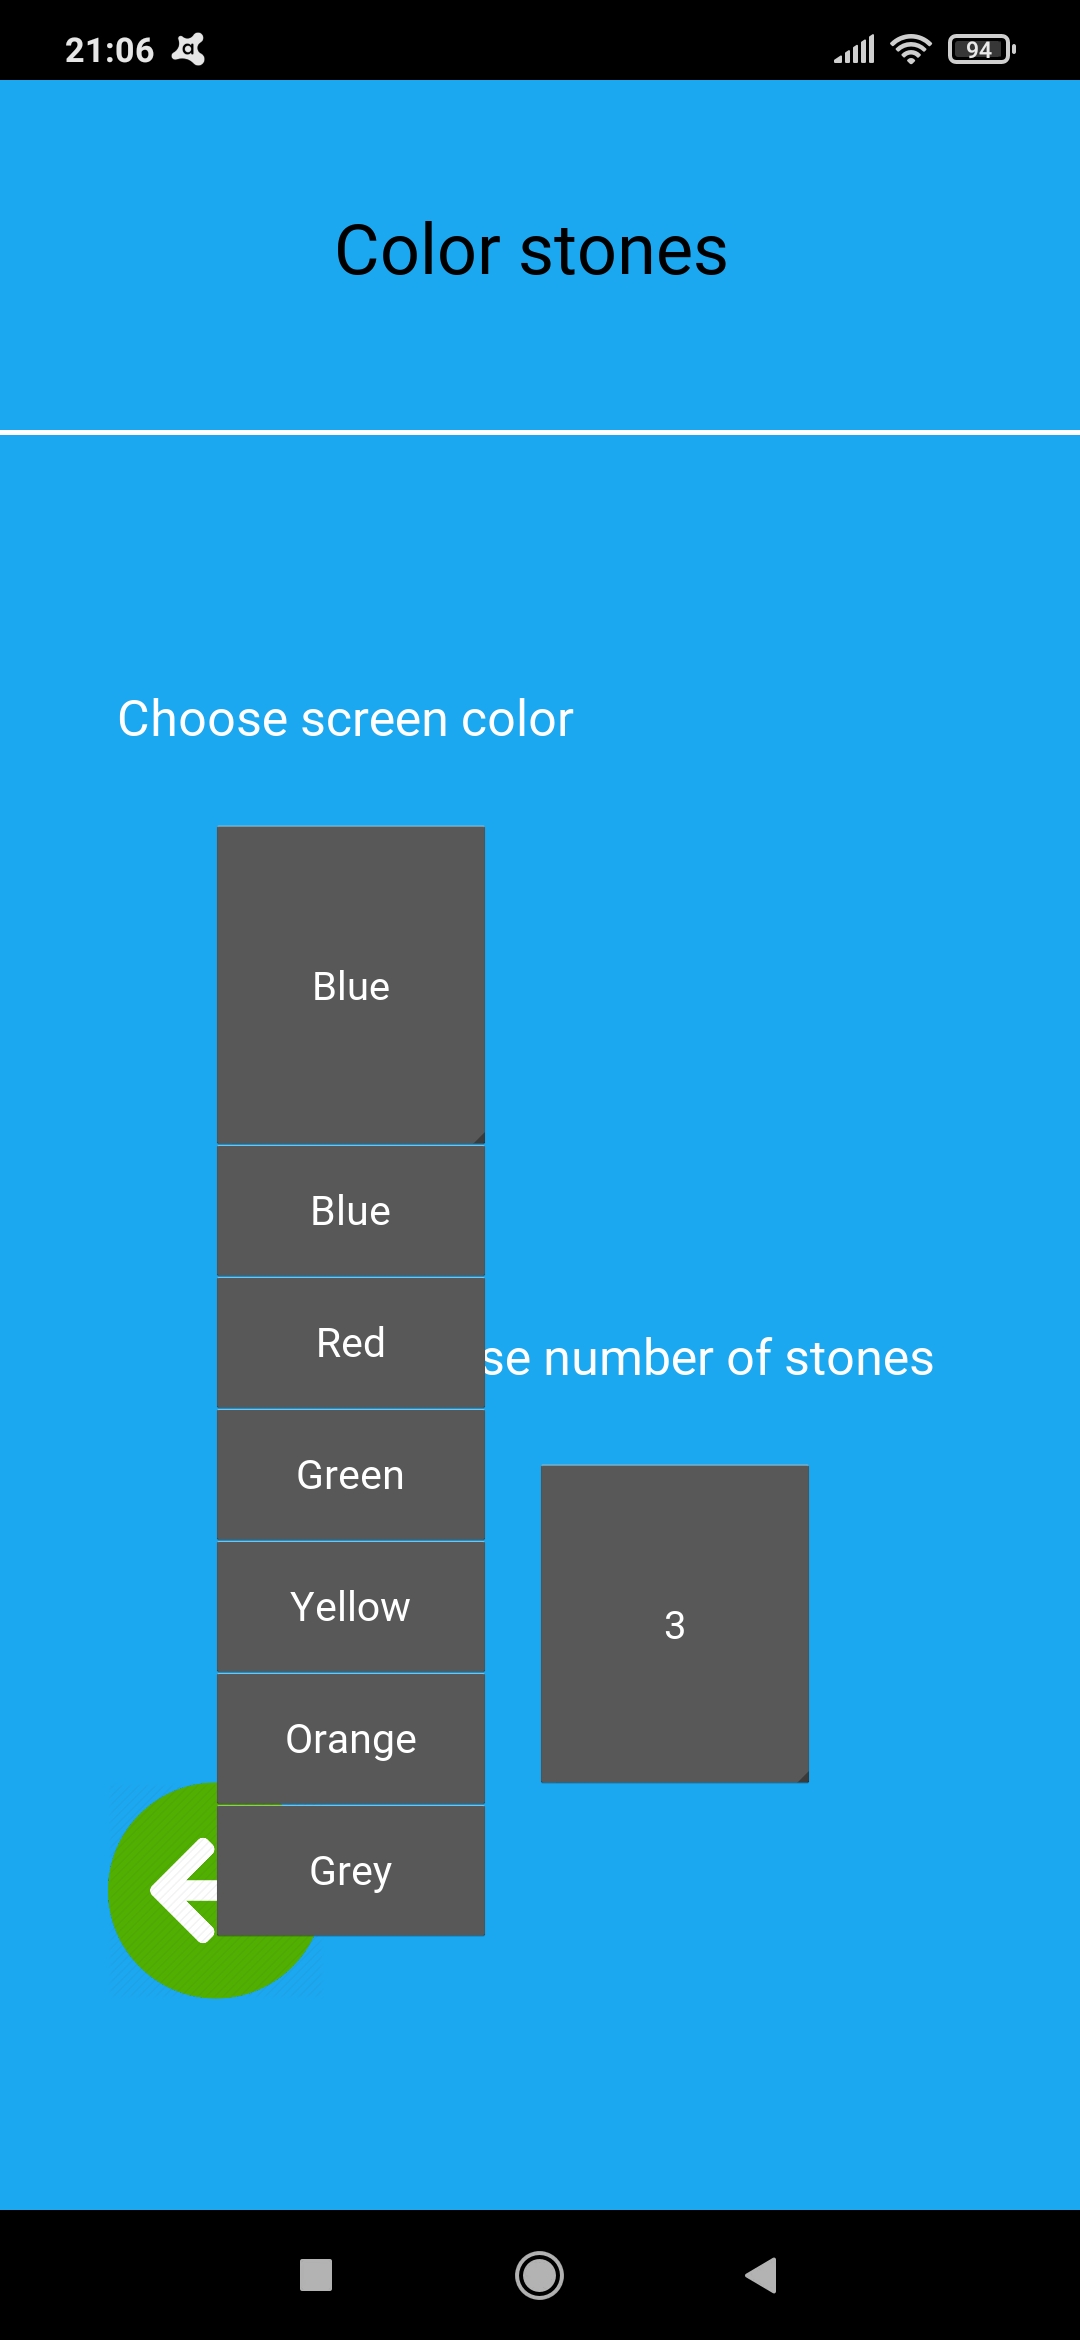 21:06
94
Color stones
Choose screen color
Blue
Blue
Red
se number of stones
Green
Yellow
3
Orange
Grey